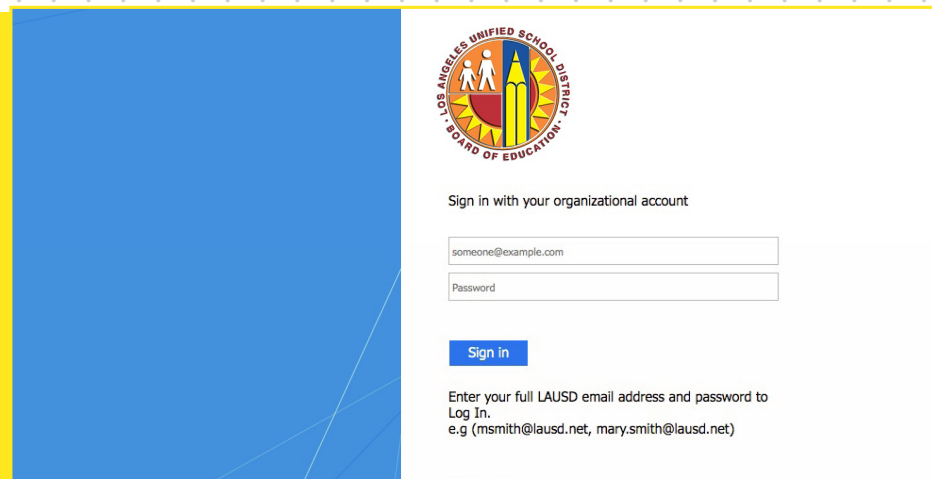 LOS ANGELES UNIFIED SCHOOL DISTRICT · BOARD OF EDUCATION ·
Sign in with your organizational account
someone@example.com
Password
Sign in
Enter your full LAUSD email address and password to
Log In.
e.g (msmith@lausd.net, mary.smith@lausd.net)